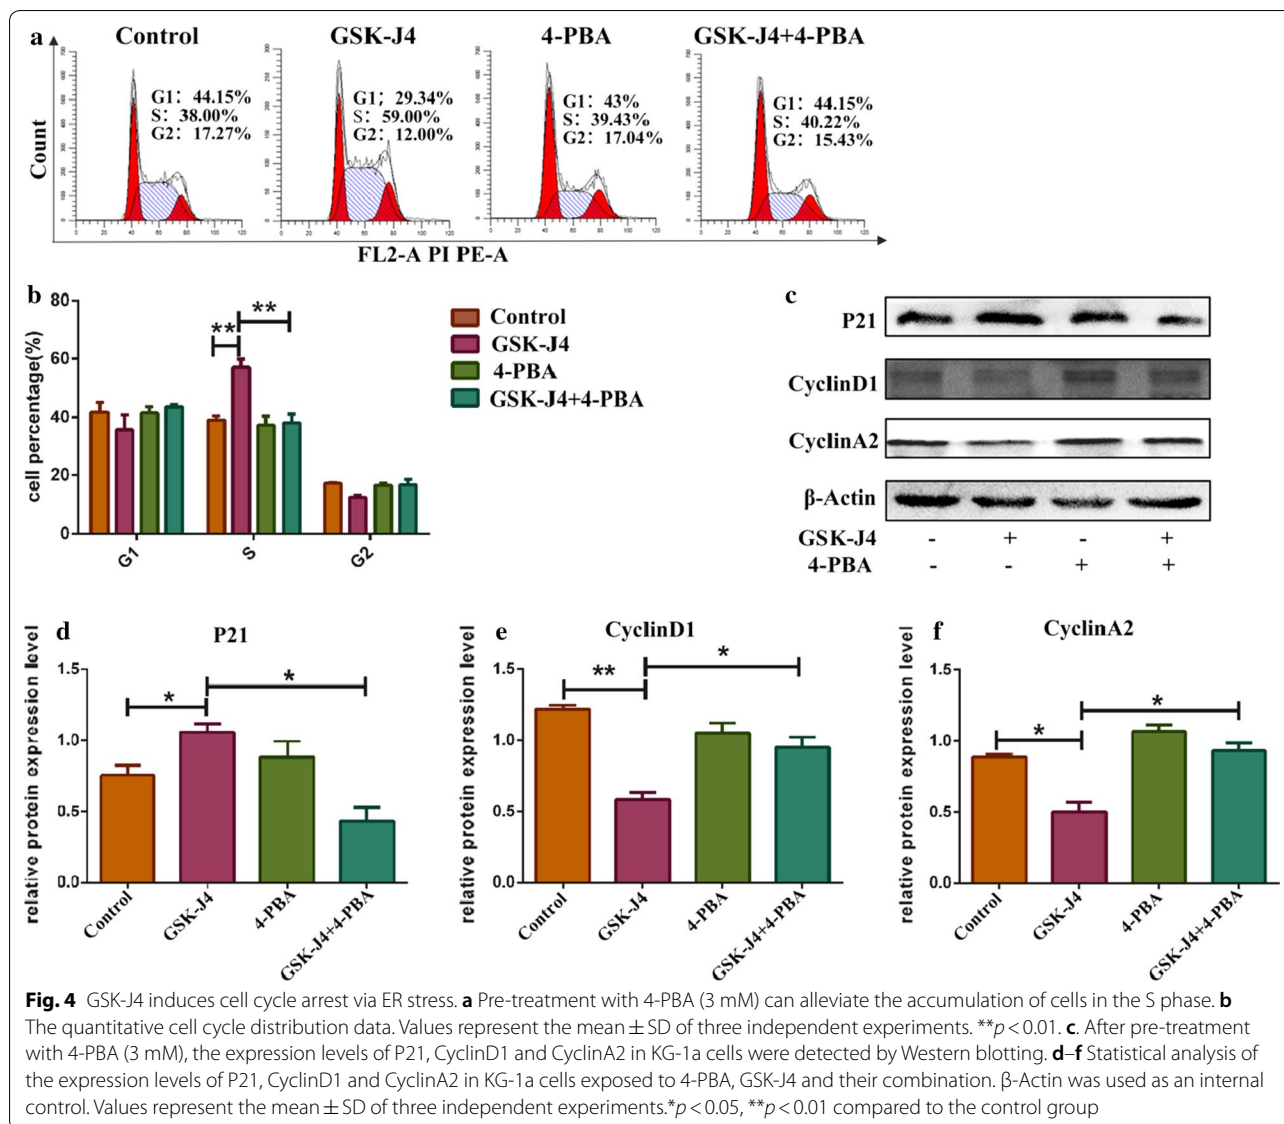 a
Control
GSK-J4
4-PBA
GSK-J4+4-PBA
Count
G1: 44.15%
S: 38.00%
G2: 17.27%
G1; 29.34%
S: 59.00%
G2: 12.00%
G1: 43%
S: 39.43%
G2: 17.04%
G1: 44.15%
S: 40.22%
G2: 15.43%
FL2-A PI PE-A
b
cell percentage(%)
80
60
40
20
0
** **
G1 S G2
Control
GSK-J4
4-PBA
GSK-J4+4-PBA
c
P21
CyclinD1
CyclinA2
β-Actin
GSK-J4 - + - +
4-PBA - - + +
d
P21
relative protein expression level
1.5
1.0
0.5
0.0
* *
Control GSK-J4 4-PBA GSK-J4+4-PBA
e
CyclinD1
relative protein expression level
1.5
1.0
0.5
0.0
** *
Control GSK-J4 4-PBA GSK-J4+4-PBA
f
CyclinA2
relative protein expression level
1.5
1.0
0.5
0.0
* *
Control GSK-J4 4-PBA GSK-J4+4-PBA
Fig. 4 GSK-J4 induces cell cycle arrest via ER stress. a Pre-treatment with 4-PBA (3 mM) can alleviate the accumulation of cells in the S phase. b
The quantitative cell cycle distribution data. Values represent the mean ± SD of three independent experiments. **p < 0.01. c. After pre-treatment
with 4-PBA (3 mM), the expression levels of P21, CyclinD1 and CyclinA2 in KG-1a cells were detected by Western blotting. d–f Statistical analysis of
the expression levels of P21, CyclinD1 and CyclinA2 in KG-1a cells exposed to 4-PBA, GSK-J4 and their combination. β-Actin was used as an internal
control. Values represent the mean ± SD of three independent experiments.*p < 0.05, **p < 0.01 compared to the control group